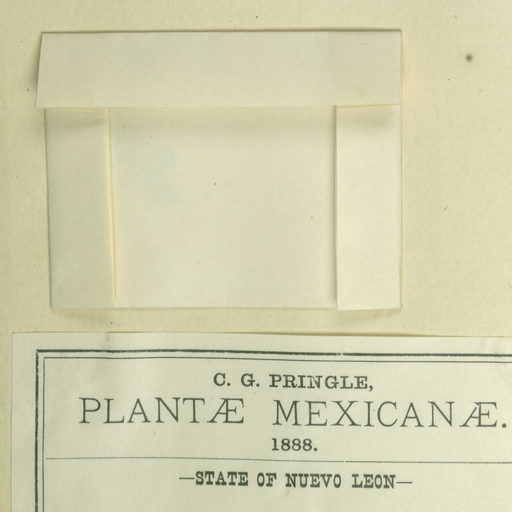 C. G. PRINGLE,
PLANTÆ MEXICANÆ.
1888.
—STATE OF NUEVO LEON—